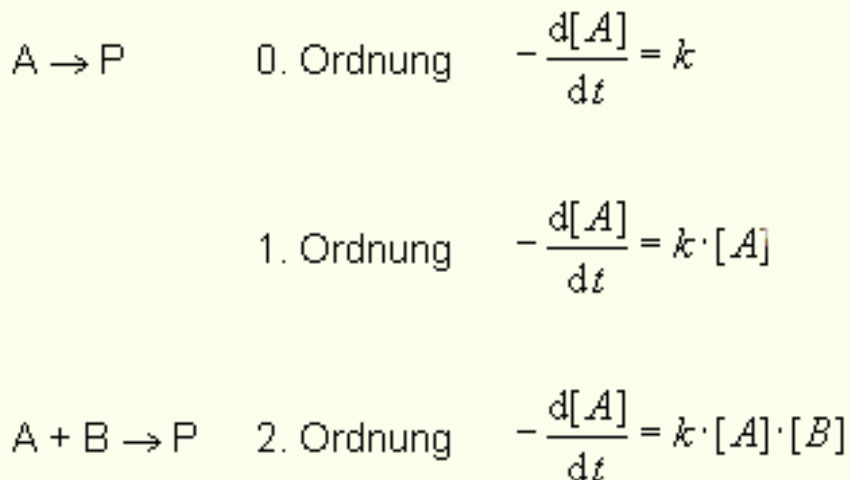 A → P 0. Ordnung − d[A]/dt = k
1. Ordnung − d[A]/dt = k·[A]
A + B → P 2. Ordnung − d[A]/dt = k·[A]·[B]